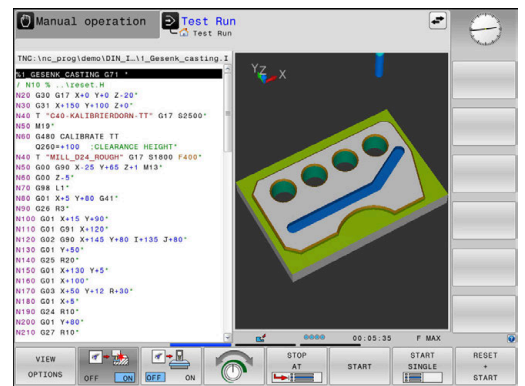 Manual operation
Test Run
Test Run
TNC:\nc_prog\demo\DIN_I…\1_Gesenk_casting.I
%1_GESENK_CASTING G71 *
/ N10 % ..\reset.H
N20 G30 G17 X+0 Y+0 Z-20*
N30 G31 X+150 Y+100 Z+0*
N40 T "C40-KALIBRIERDORN-TT" G17 S2500*
N50 M19*
N60 G480 CALIBRATE TT
Q260=+100 ;CLEARANCE HEIGHT*
N40 T "MILL_D24_ROUGH" G17 S1800 F400*
N50 G00 G90 X-25 Y+65 Z+1 M13*
N60 G00 Z-5*
N70 G98 L1*
N80 G01 X+5 Y+80 G41*
N90 G26 R3*
N100 G01 X+15 Y+90*
N110 G01 G91 X+120*
N120 G02 G90 X+145 Y+80 I+135 J+80*
N130 G01 Y+50*
N140 G25 R20*
N150 G01 X+130 Y+5*
N160 G01 X+100*
N170 G03 X+50 Y+12 R+30*
N180 G01 X+5*
N190 G24 R10*
N200 G01 Y+80*
N210 G27 R10*
YZ X
00:05:35 F MAX
VIEW
OPTIONS
OFF ON
OFF ON
STOP
AT
START
START
SINGLE
RESET
+
START